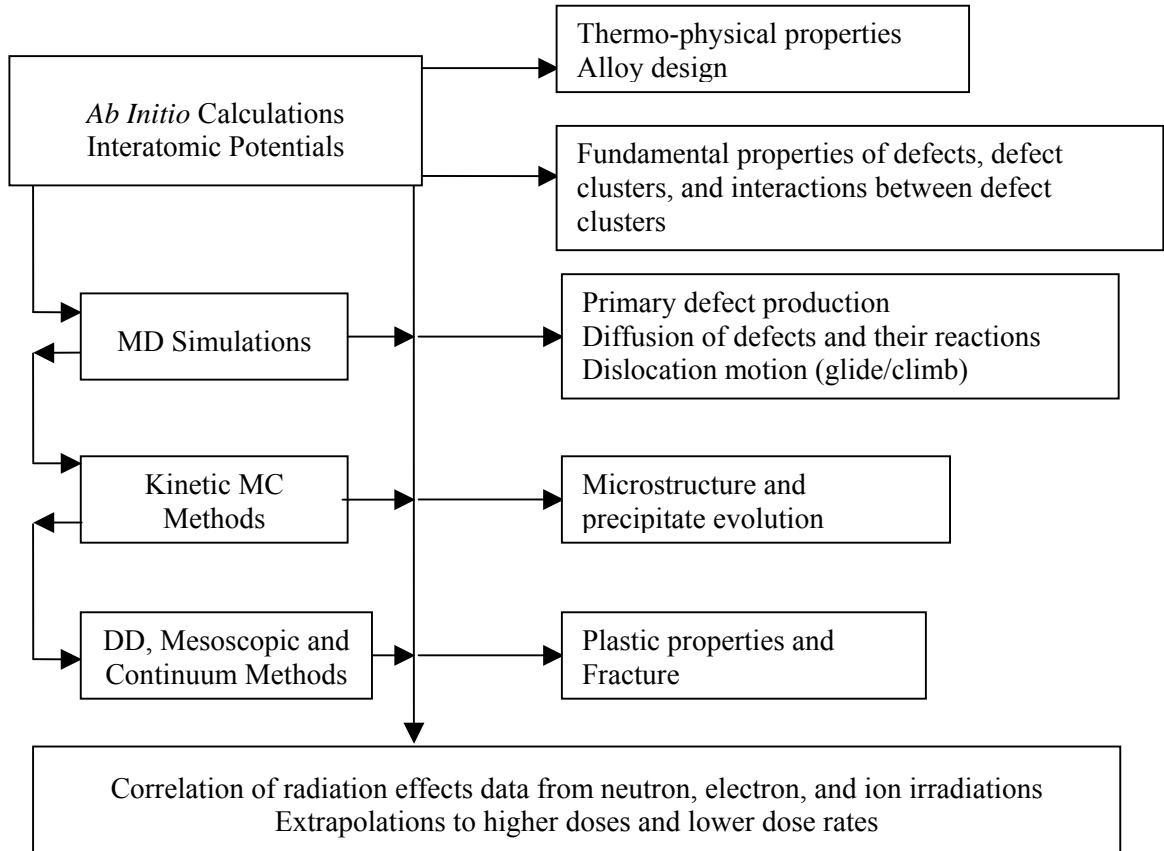 Thermo-physical properties
Alloy design
Ab Initio Calculations
Interatomic Potentials
Fundamental properties of defects, defect
clusters, and interactions between defect
clusters
MD Simulations
Primary defect production
Diffusion of defects and their reactions
Dislocation motion (glide/climb)
Kinetic MC
Methods
Microstructure and
precipitate evolution
DD, Mesoscopic and
Continuum Methods
Plastic properties and
Fracture
Correlation of radiation effects data from neutron, electron, and ion irradiations
Extrapolations to higher doses and lower dose rates